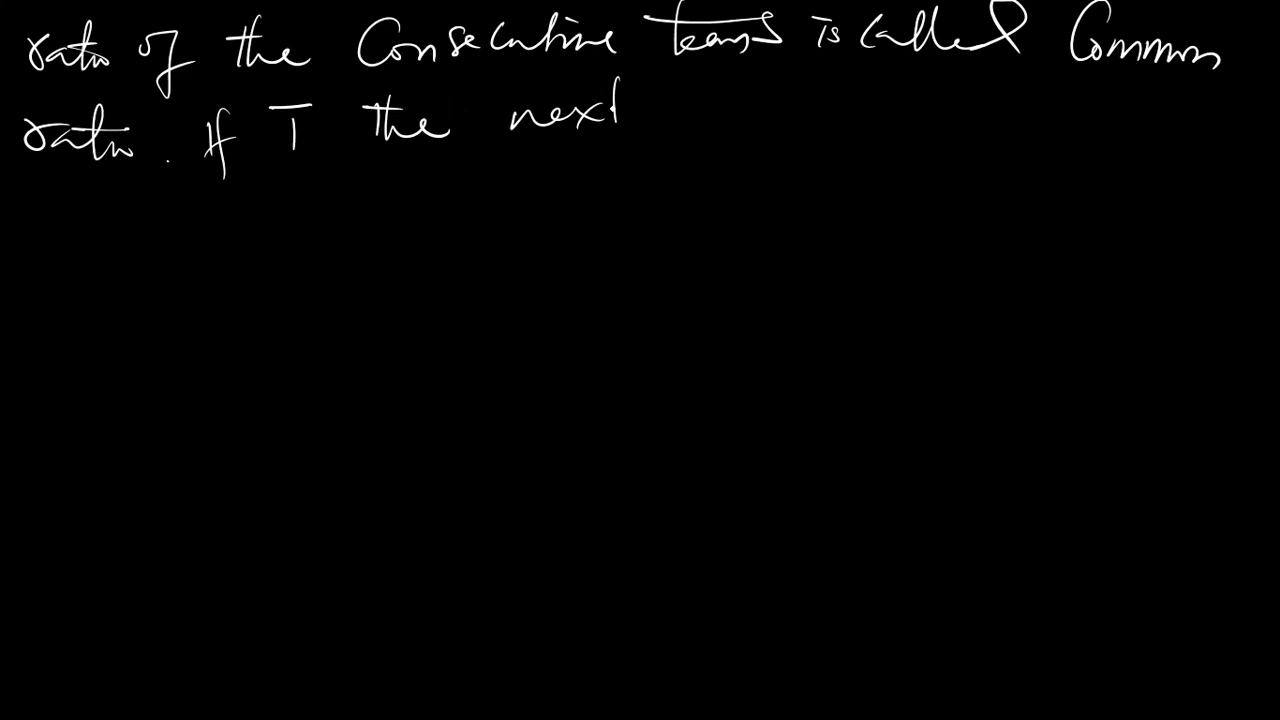 ratio of the Consecutive terms is called Common
ratio. If T the next